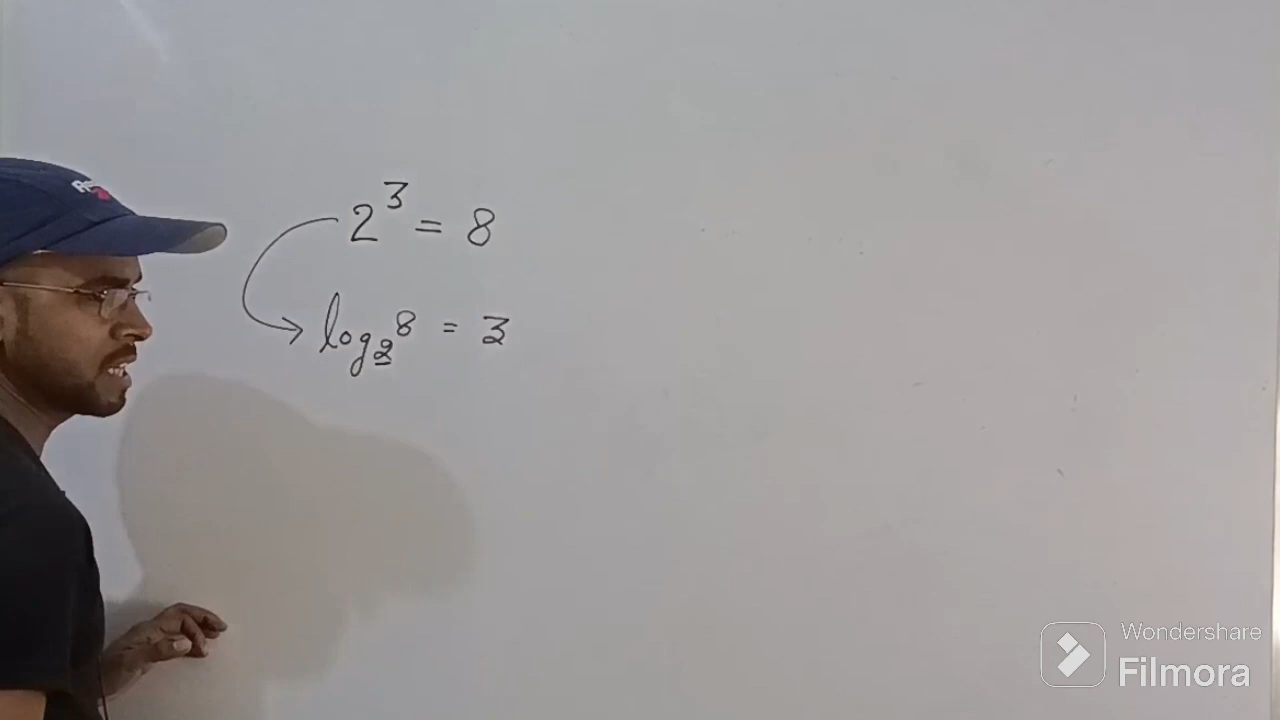 2³ = 8
log₂8 = 3
Wondershare
Filmora